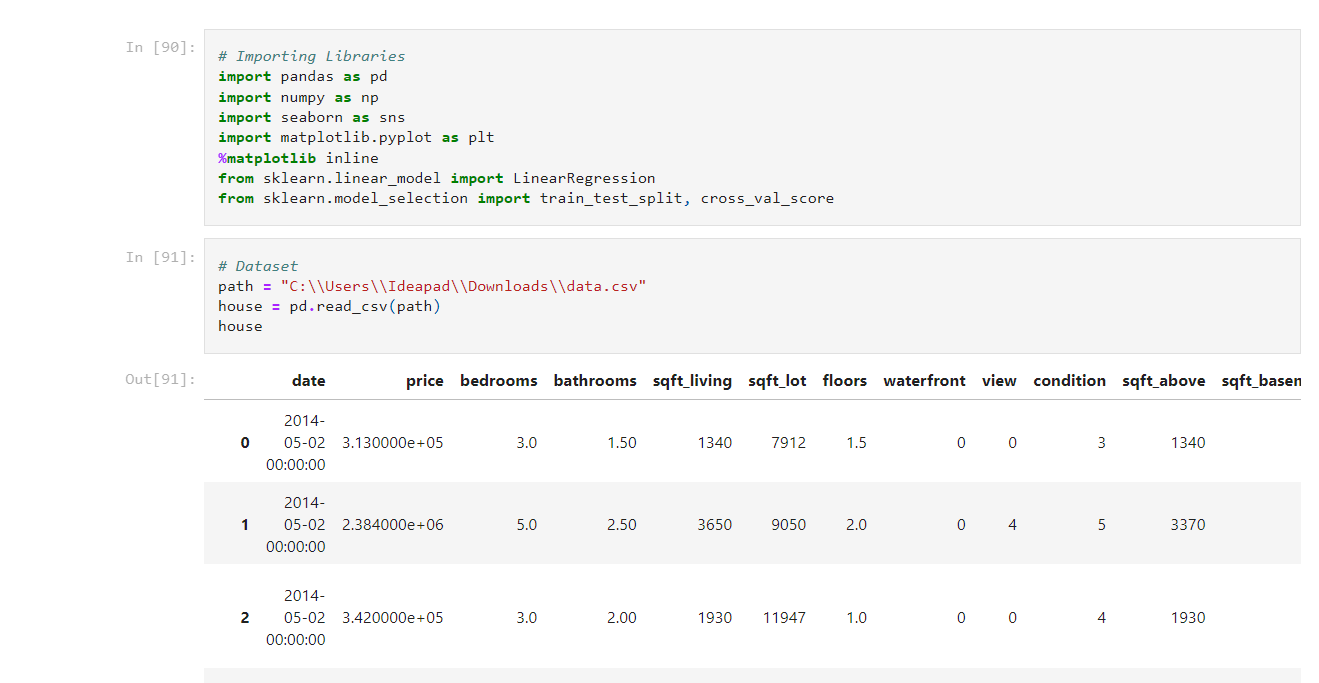 In [90]:
# Importing Libraries
import pandas as pd
import numpy as np
import seaborn as sns
import matplotlib.pyplot as plt
%matplotlib inline
from sklearn.linear_model import LinearRegression
from sklearn.model_selection import train_test_split, cross_val_score
In [91]:
# Dataset
path = "C:\\Users\\Ideapad\\Downloads\\data.csv"
house = pd.read_csv(path)
house
Out[91]:
date price bedrooms bathrooms sqft_living sqft_lot floors waterfront view condition sqft_above sqft_basen
2014-
0 05-02 3.130000e+05 3.0 1.50 1340 7912 1.5 0 0 3 1340
00:00:00
2014-
1 05-02 2.384000e+06 5.0 2.50 3650 9050 2.0 0 4 5 3370
00:00:00
2014-
2 05-02 3.420000e+05 3.0 2.00 1930 11947 1.0 0 0 4 1930
00:00:00